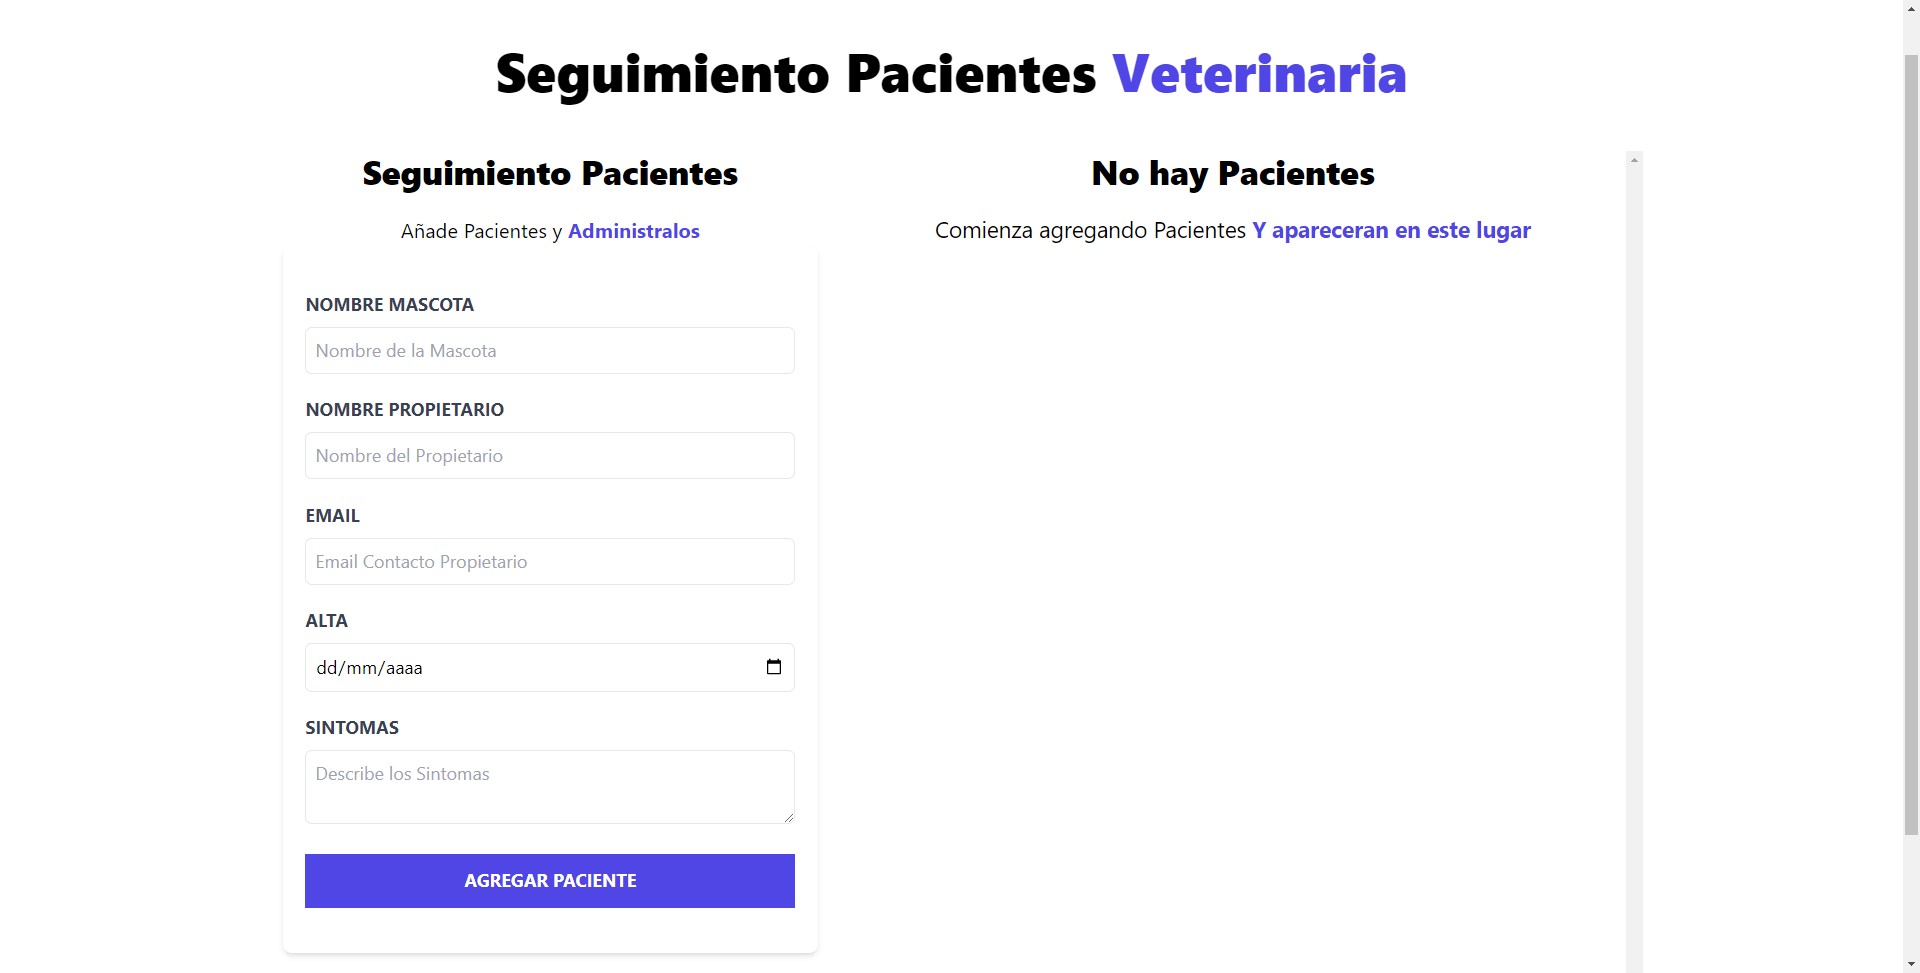 Seguimiento Pacientes Veterinaria
Seguimiento Pacientes
Añade Pacientes y Administralos
NOMBRE MASCOTA
Nombre de la Mascota
NOMBRE PROPIETARIO
Nombre del Propietario
EMAIL
Email Contacto Propietario
ALTA
dd/mm/aaaa
SINTOMAS
Describe los Sintomas
AGREGAR PACIENTE
No hay Pacientes
Comienza agregando Pacientes Y apareceran en este lugar